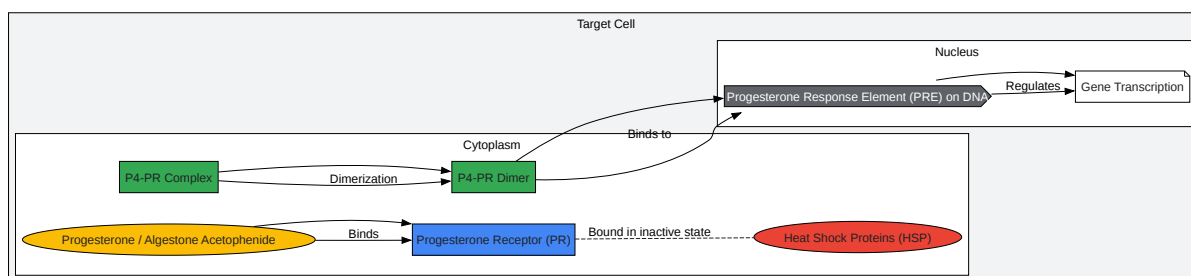 Target Cell
Nucleus
Progesterone Response Element (PRE) on DNA
Regulates
Gene Transcription
Binds to
Cytoplasm
P4-PR Complex
Dimerization
P4-PR Dimer
Progesterone / Algestone Acetophenide
Binds
Progesterone Receptor (PR)
Bound in inactive state
Heat Shock Proteins (HSP)